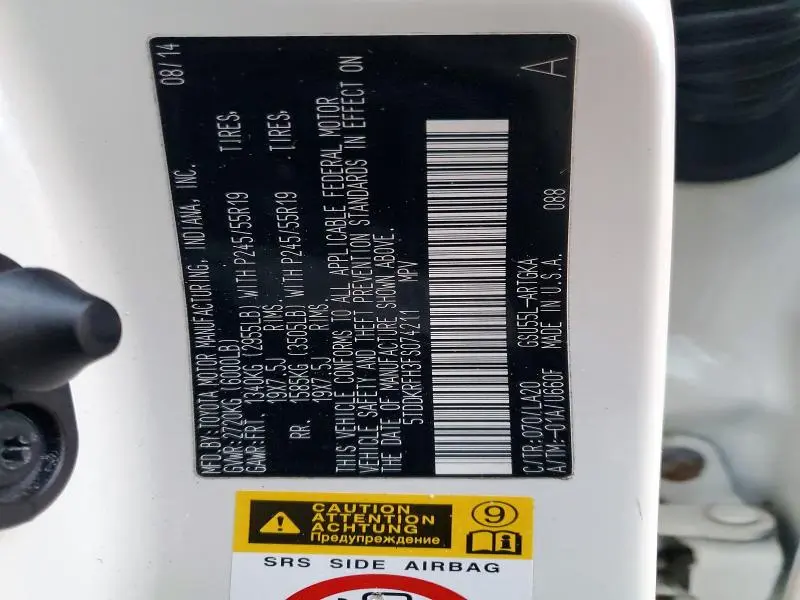 MFD. BY: TOYOTA MOTOR MANUFACTURING, INDIANA, INC. 08/14
GVWR: 2720KG (6000LB)
GAWR: FRT. 1340KG (2955LB) WITH P245/55R19 TIRES,
19X7.5J RIMS,
RR. 1585KG (3505LB) WITH P245/55R19 TIRES,
19X7.5J RIMS.
THIS VEHICLE CONFORMS TO ALL APPLICABLE FEDERAL MOTOR
VEHICLE SAFETY AND THEFT PREVENTION STANDARDS IN EFFECT ON
THE DATE OF MANUFACTURE SHOWN ABOVE.
5TDDKRFH3FS074211 MPV
C/TR: 070/LA20 GSU55L-ARTGKA 088 A
A/TM: -01A/U660F MADE IN U.S.A.
CAUTION
ATTENTION
ACHTUNG
Предупреждение
9
i
SRS SIDE AIRBAG